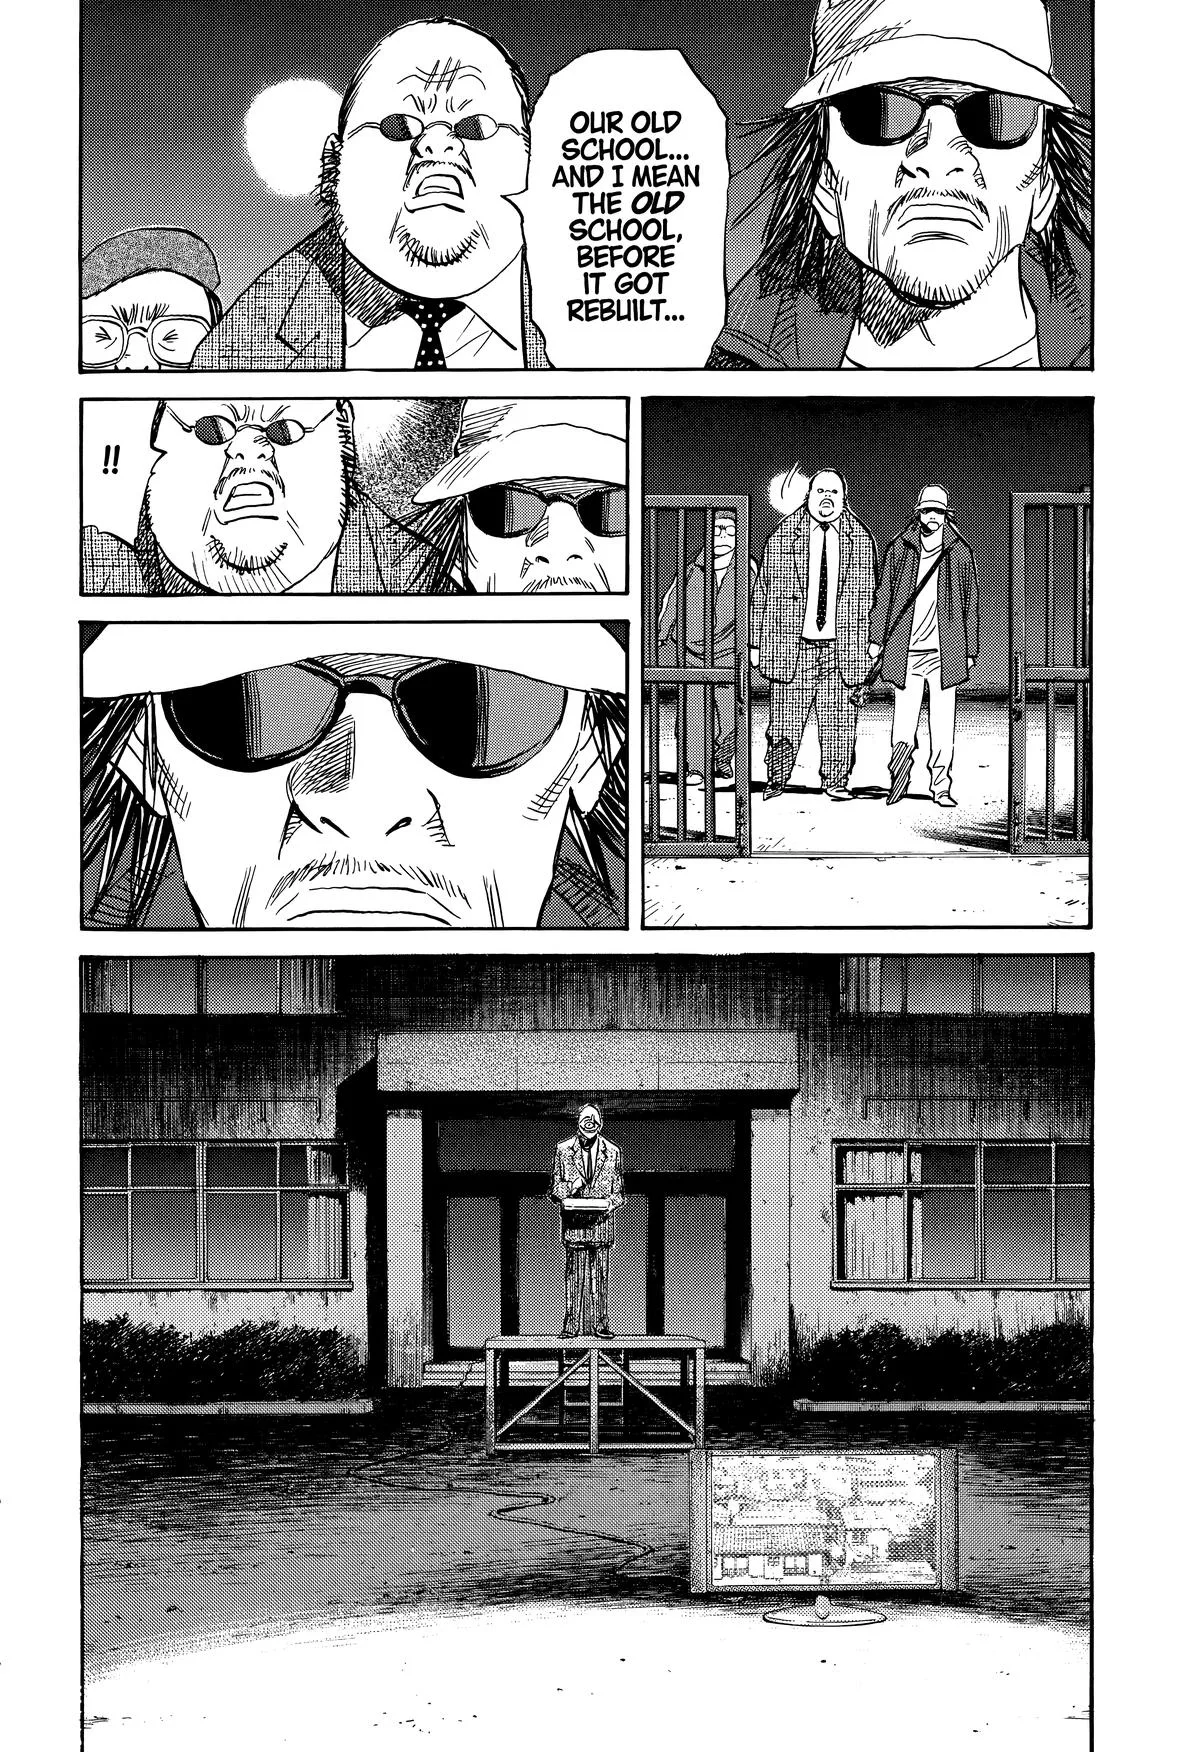 OUR OLD
SCHOOL...
AND I MEAN
THE OLD
SCHOOL,
BEFORE
IT GOT
REBUILT...
!!